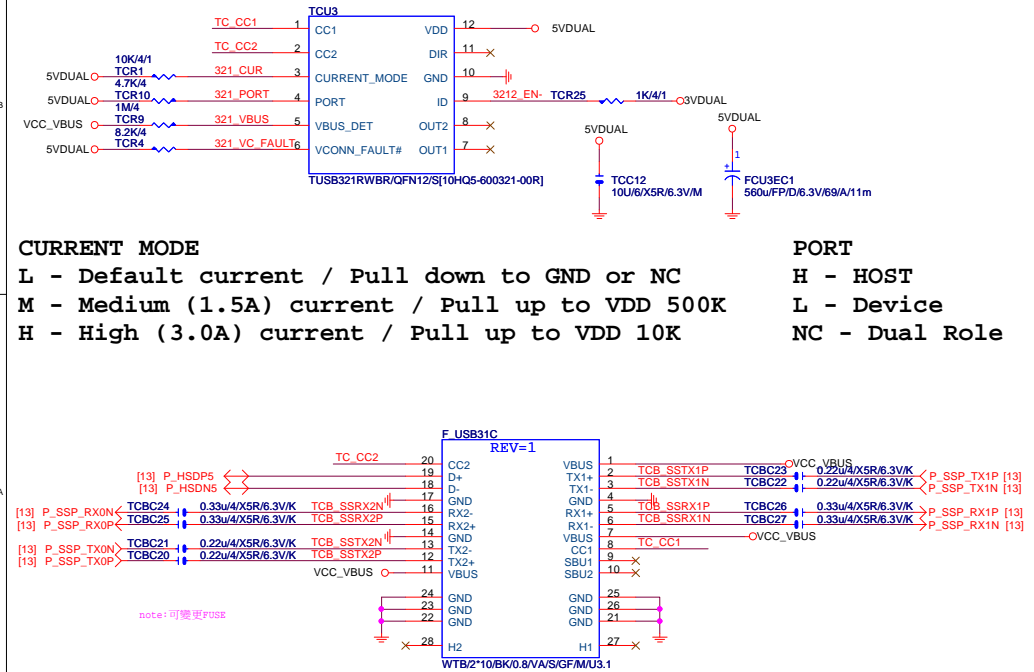 TCU3
TC_CC1 1 CC1 VDD 12 5VDUAL
TC_CC2 2 CC2 DIR 11
10K/4/1
5VDUAL TCR1 321_CUR 3 CURRENT_MODE GND 10
4.7K/4
5VDUAL TCR10 321_PORT 4 PORT ID 9 3212_EN- TCR25 1K/4/1 3VDUAL
1M/4
VCC_VBUS TCR9 321_VBUS 5 VBUS_DET OUT2 8
8.2K/4
5VDUAL TCR4 321_VC_FAULT 6 VCONN_FAULT# OUT1 7
TUSB321RWBR/QFN12/S[10HQ5-600321-00R]
5VDUAL
TCC12
10U/6/X5R/6.3V/M
5VDUAL
1
+
FCU3EC1
560u/FP/D/6.3V/69/A/11m
B
CURRENT MODE
L - Default current / Pull down to GND or NC
M - Medium (1.5A) current / Pull up to VDD 500K
H - High (3.0A) current / Pull up to VDD 10K
PORT
H - HOST
L - Device
NC - Dual Role
A
F_USB31C
REV=1
TC_CC2 20 CC2 VBUS 1 VCC_VBUS
[13] P_HSDP5 19 D+ TX1+ 2 TCB_SSTX1P TCBC23 0.22u/4/X5R/6.3V/K P_SSP_TX1P [13]
[13] P_HSDN5 18 D- TX1- 3 TCB_SSTX1N TCBC22 0.22u/4/X5R/6.3V/K P_SSP_TX1N [13]
17 GND GND 4
[13] P_SSP_RX0N TCBC24 0.33u/4/X5R/6.3V/K TCB_SSRX2N 16 RX2- RX1+ 5 TCB_SSRX1P TCBC26 0.33u/4/X5R/6.3V/K P_SSP_RX1P [13]
[13] P_SSP_RX0P TCBC25 0.33u/4/X5R/6.3V/K TCB_SSRX2P 15 RX2+ RX1- 6 TCB_SSRX1N TCBC27 0.33u/4/X5R/6.3V/K P_SSP_RX1N [13]
14 GND VBUS 7 VCC_VBUS
[13] P_SSP_TX0N TCBC21 0.22u/4/X5R/6.3V/K TCB_SSTX2N 13 TX2- CC1 8 TC_CC1
[13] P_SSP_TX0P TCBC20 0.22u/4/X5R/6.3V/K TCB_SSTX2P 12 TX2+ SBU1 9
VCC_VBUS 11 VBUS SBU2 10
24 GND GND 25
23 GND GND 26
22 GND GND 21
28 H2 H1 27
WTB/2*10/BK/0.8/VA/S/GF/M/U3.1
note:可變更FUSE